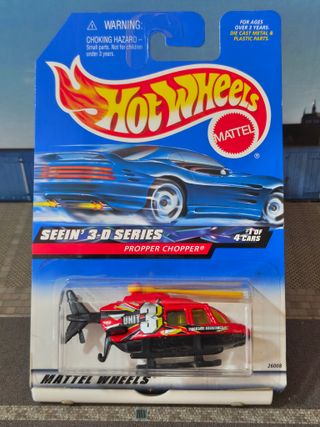 ⚠ WARNING:
CHOKING HAZARD –
Small parts. Not for children
under 3 years.
FOR AGES
OVER 3 YEARS.
DIE CAST METAL &
PLASTIC PARTS.
HOT WHEELS
MATTEL
SEEIN' 3-D SERIES
#1 OF
4 CARS
PROPPER CHOPPER®
UNIT 3
26008
MATTEL WHEELS